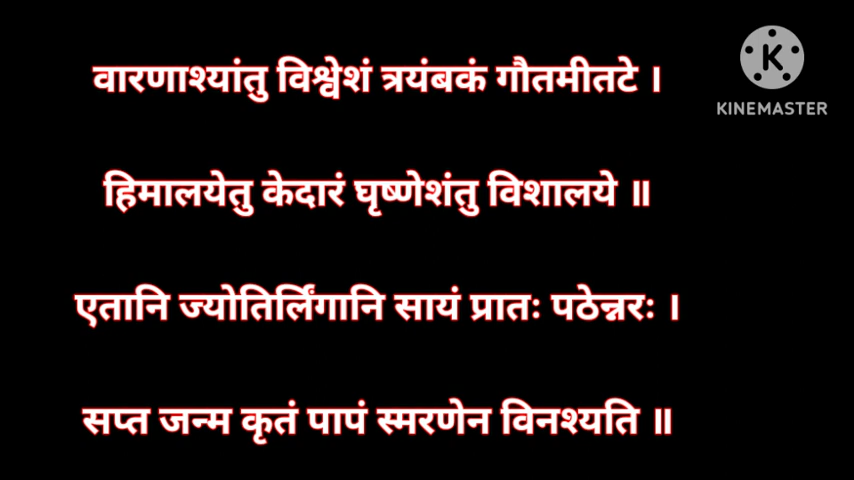 वारणाश्यांतु विश्वेशं त्रयंबकं गौतमीतटे ।
हिमालयेतु केदारं घृष्णेशंतु विशालये ॥
एतानि ज्योतिर्लिंगानि सायं प्रातः पठेन्नरः ।
सप्त जन्म कृतं पापं स्मरणेन विनश्यति ॥
K
KINEMASTER